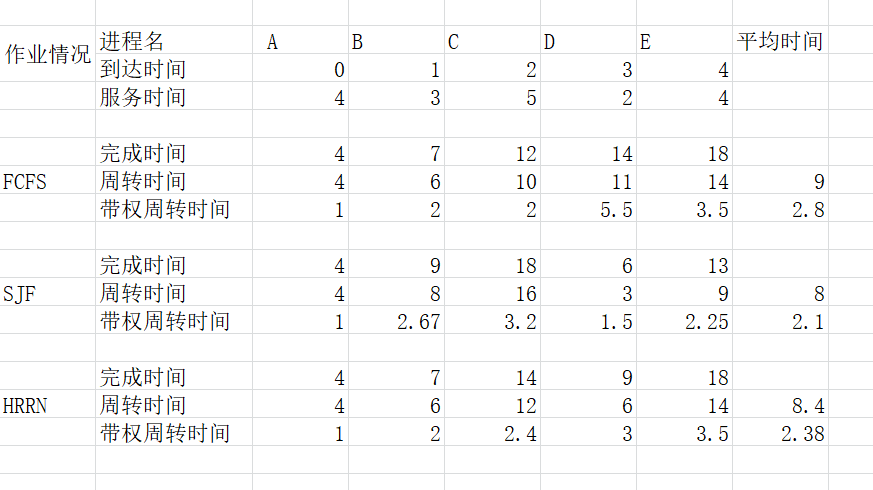 作业情况 进程名 A B C D E 平均时间
到达时间 0 1 2 3 4
服务时间 4 3 5 2 4
完成时间 4 7 12 14 18
FCFS 周转时间 4 6 10 11 14 9
带权周转时间 1 2 2 5.5 3.5 2.8
完成时间 4 9 18 6 13
SJF 周转时间 4 8 16 3 9 8
带权周转时间 1 2.67 3.2 1.5 2.25 2.1
完成时间 4 7 14 9 18
HRRN 周转时间 4 6 12 6 14 8.4
带权周转时间 1 2 2.4 3 3.5 2.38